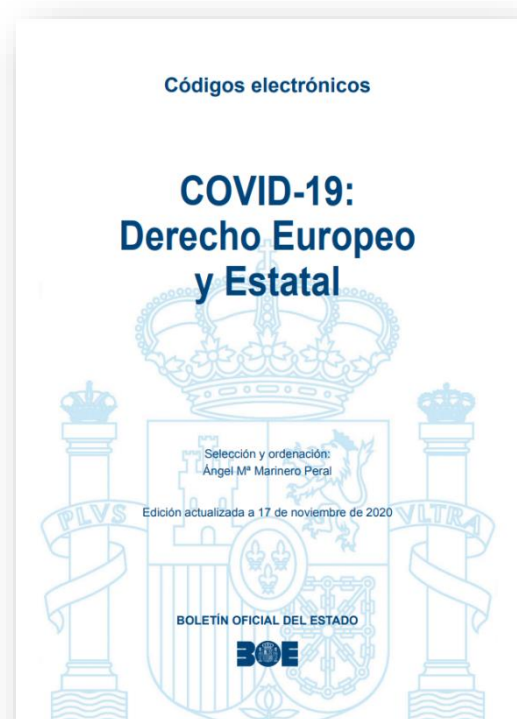 Códigos electrónicos
COVID-19:
Derecho Europeo
y Estatal
Selección y ordenación:
Ángel Mª Marinero Peral
PLVS
Edición actualizada a 17 de noviembre de 2020
VLTRA
BOLETÍN OFICIAL DEL ESTADO
BOE